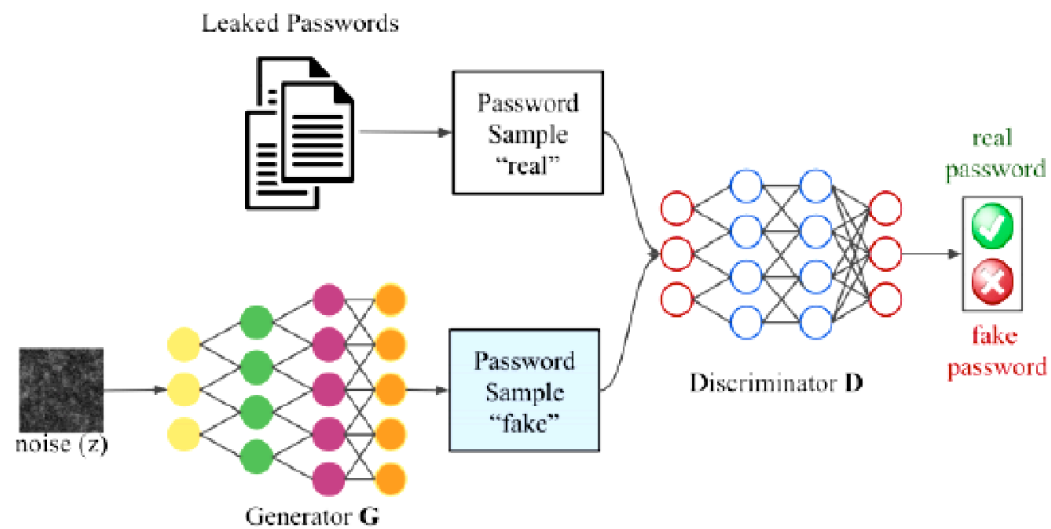 Leaked Passwords
Password
Sample
“real”
real
password
fake
password
Discriminator D
noise (z)
Password
Sample
“fake”
Generator G